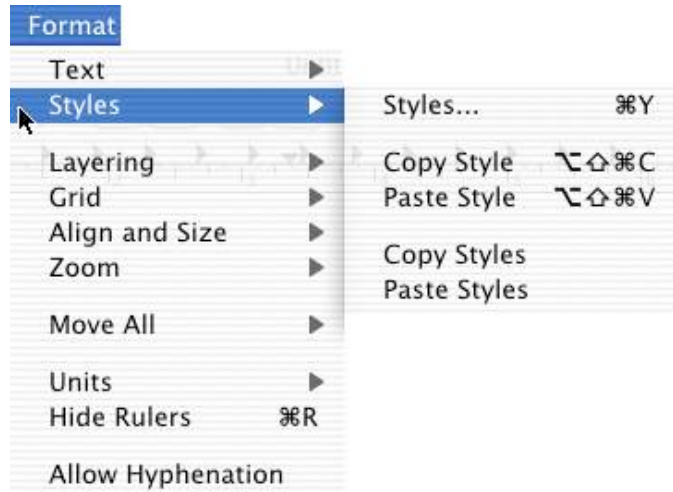 Format
Text
Styles
Layering
Grid
Align and Size
Zoom
Move All
Units
Hide Rulers ⌘R
Allow Hyphenation
Styles... ⌘Y
Copy Style ⌥⇧⌘C
Paste Style ⌥⇧⌘V
Copy Styles
Paste Styles